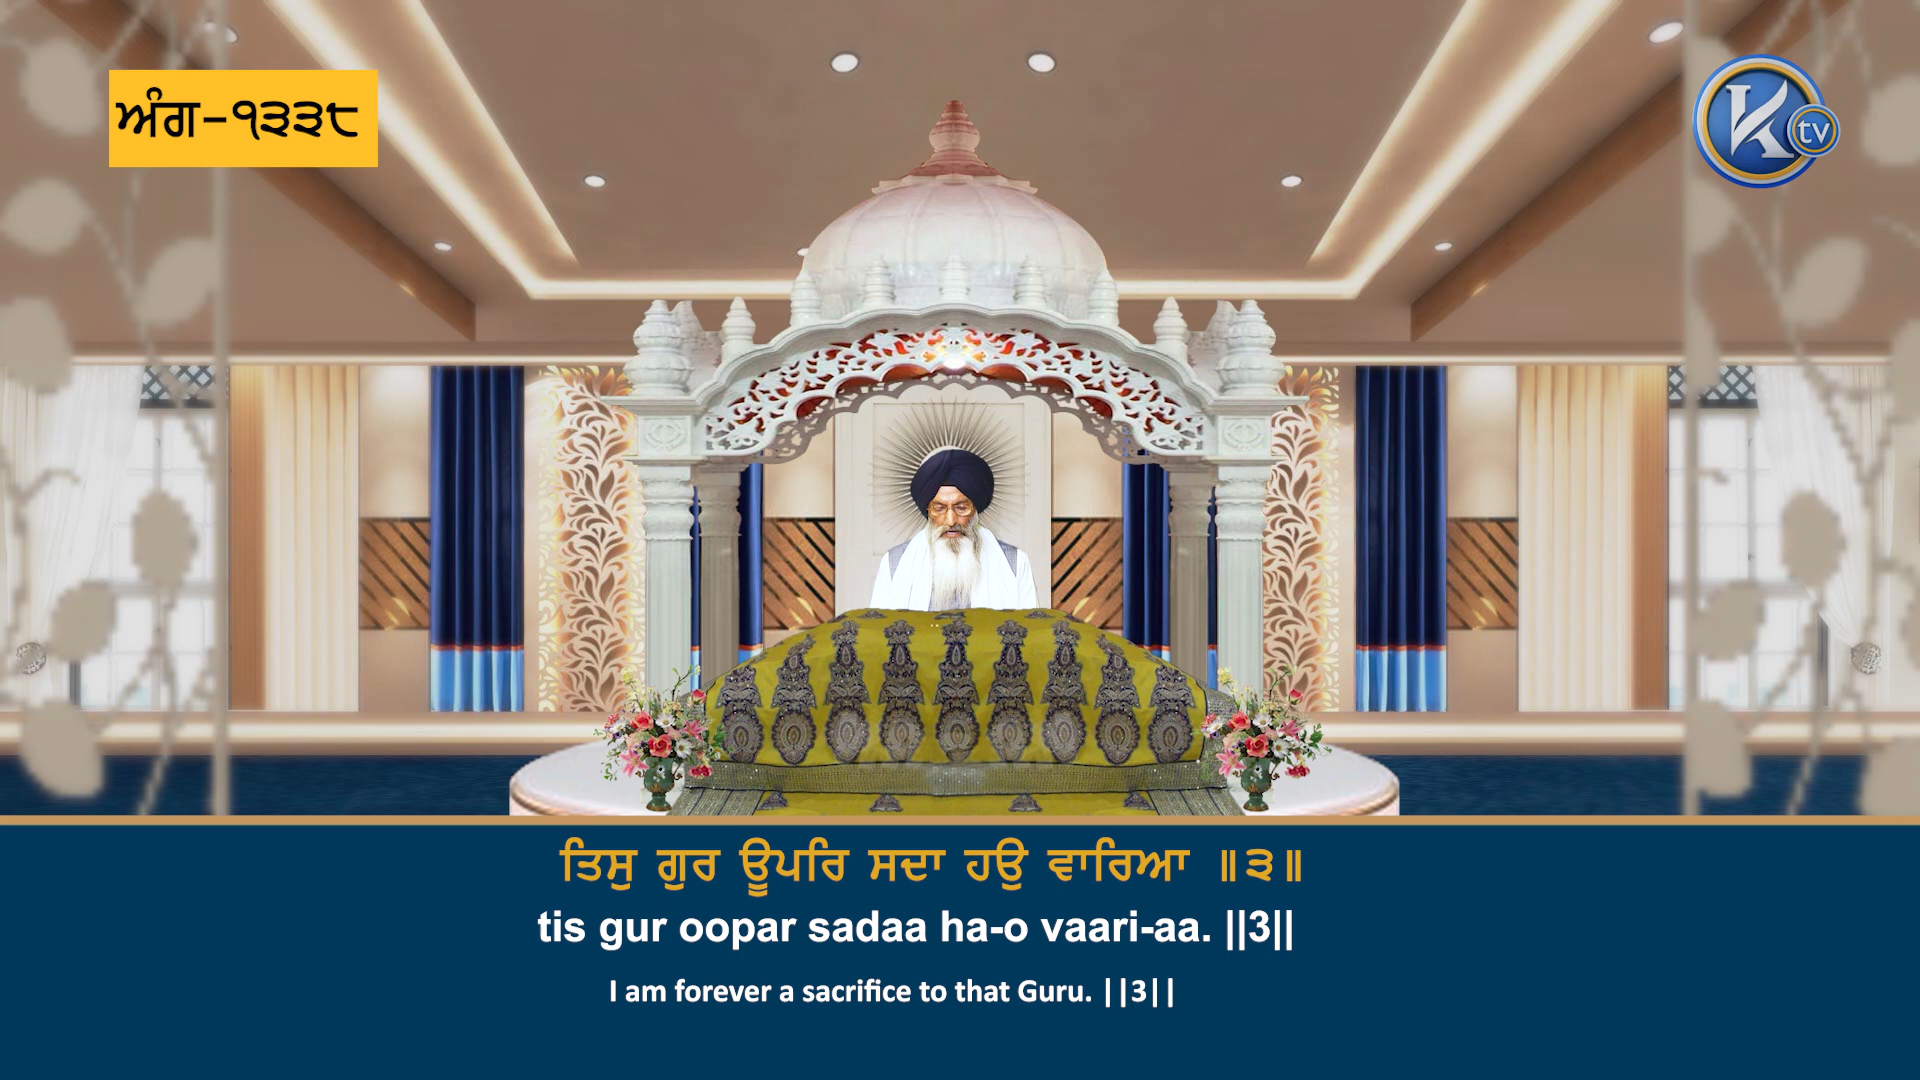 ਅੰਗ-੧੩੩੮
K tv
ਤਿਸੁ ਗੁਰ ਊਪਰਿ ਸਦਾ ਹਉ ਵਾਰਿਆ ॥੩॥
tis gur oopar sadaa ha-o vaari-aa. ||3||
I am forever a sacrifice to that Guru. ||3||